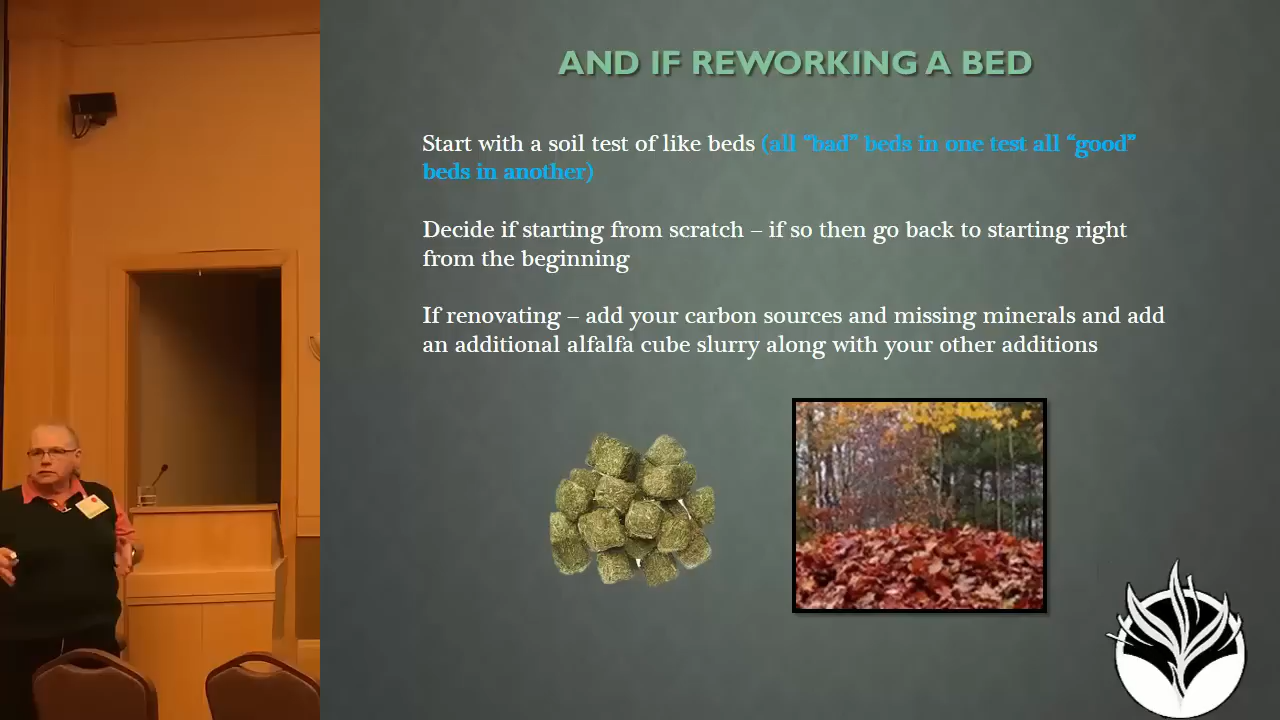 AND IF REWORKING A BED
Start with a soil test of like beds (all “bad” beds in one test all “good”
beds in another)
Decide if starting from scratch – if so then go back to starting right
from the beginning
If renovating – add your carbon sources and missing minerals and add
an additional alfalfa cube slurry along with your other additions